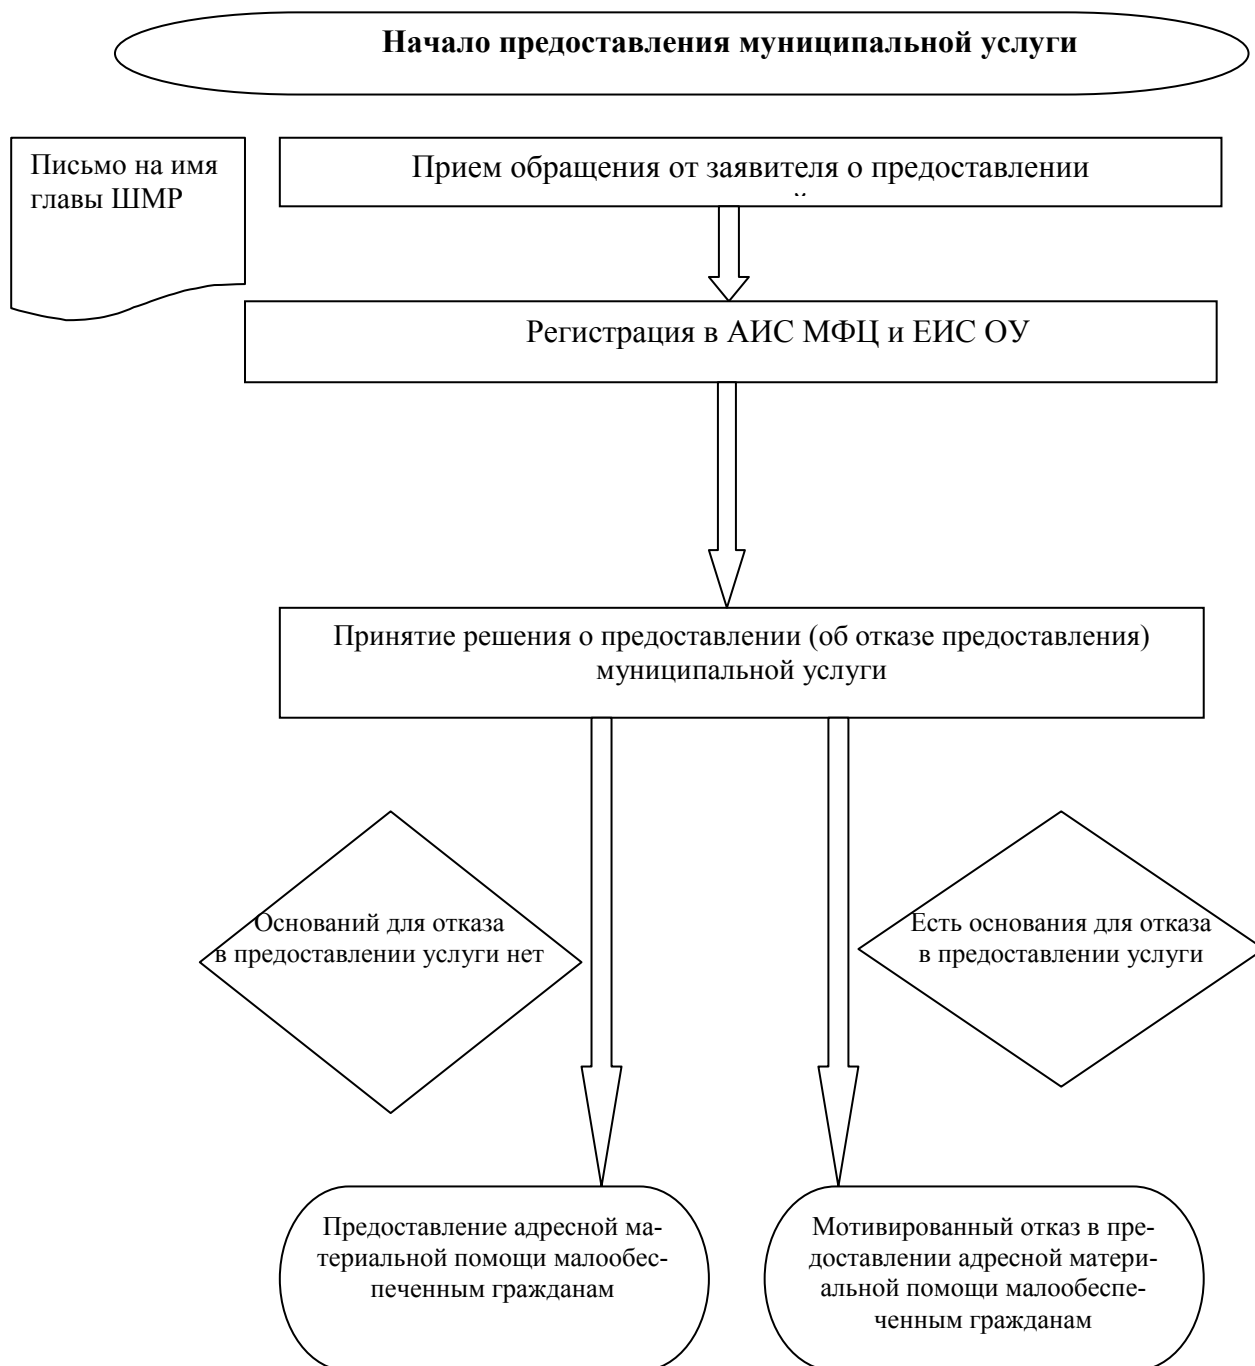 Начало предоставления муниципальной услуги
Письмо на имя
главы ШМР
Прием обращения от заявителя о предоставлении
Регистрация в АИС МФЦ и ЕИС ОУ
Принятие решения о предоставлении (об отказе предоставления)
муниципальной услуги
Оснований для отказа
в предоставлении услуги нет
Есть основания для отказа
в предоставлении услуги
Предоставление адресной ма-
териальной помощи малообес-
печенным гражданам
Мотивированный отказ в пре-
доставлении адресной матери-
альной помощи малообеспе-
ченным гражданам